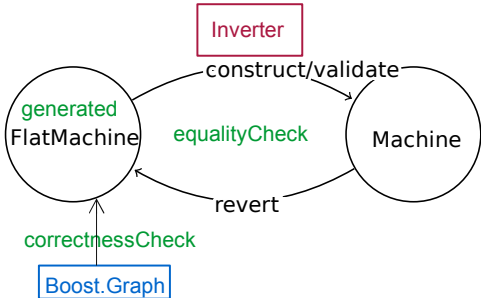 Inverter
construct/validate
generated
FlatMachine
equalityCheck
Machine
revert
correctnessCheck
Boost.Graph